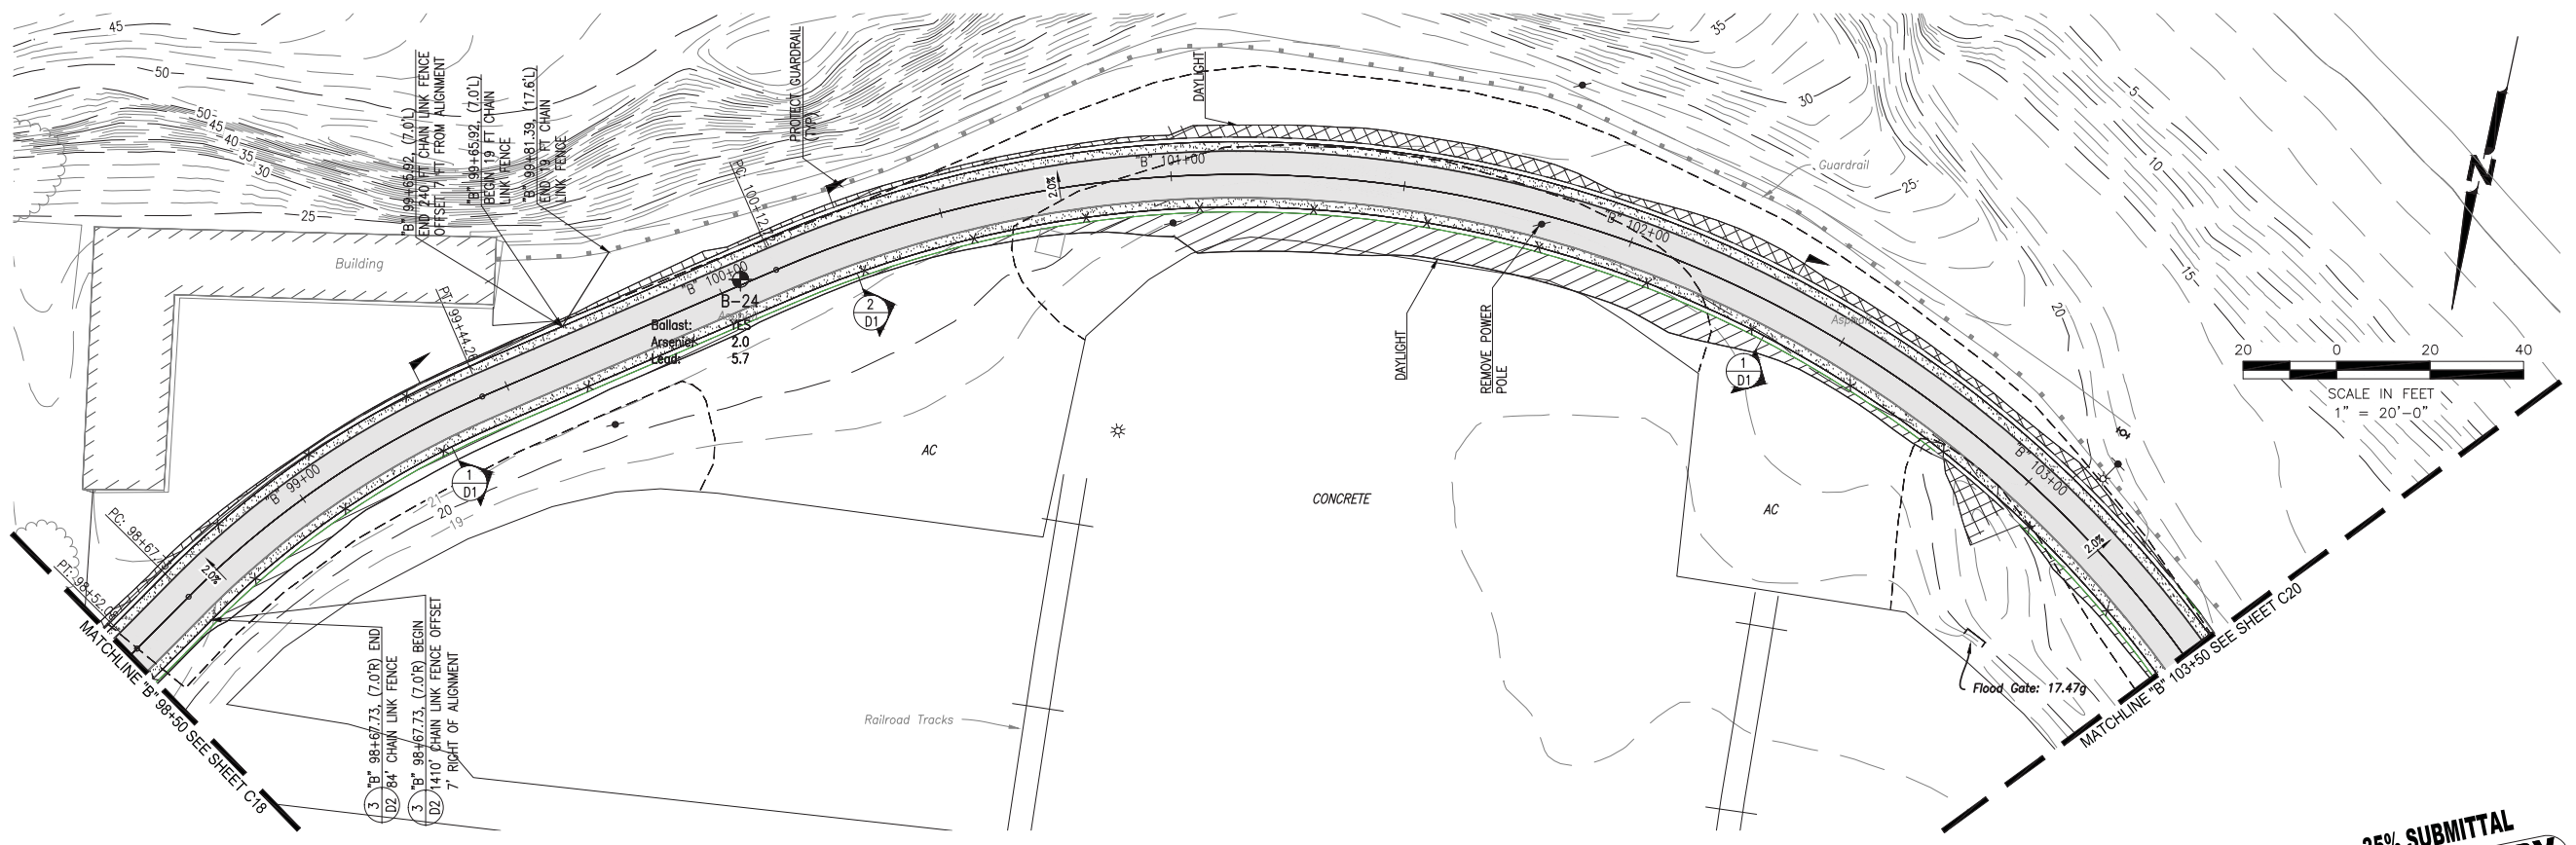 45
50
50
45
40
35
30
25
"B" 99+65.92, (7.0'L)
END 240 FT CHAIN LINK FENCE
OFFSET 7 FT FROM ALIGNMENT
"B" 99+65.92, (7.0'L)
BEGIN 19 FT CHAIN
LINK FENCE
"B" 99+81.39, (17.6'L)
END 19 FT CHAIN
LINK FENCE
PROTECT GUARDRAIL
(TYP)
DAYLIGHT
35
30
25
5
10
15
20
Guardrail
N
Building
PT: 99+44.26
PC: 100+12.
"B" 99+00
"B" 100+00
"B" 101+00
"B" 102+00
"B" 103+00
2.0%
2.0%
2.0%
B-24
Ballast: YES
Arsenic: 2.0
Lead: 5.7
Asphalt
2
D1
1
D1
1
D1
DAYLIGHT
REMOVE POWER
POLE
20 0 20 40
SCALE IN FEET
1" = 20'-0"
AC
CONCRETE
AC
21
20
19
PC: 98+67.
PT: 98+52.0
MATCHLINE "B" 98+50 SEE SHEET C18
3
D2
"B" 98+67.73, (7.0'R) END
84' CHAIN LINK FENCE
3
D2
"B" 98+67.73, (7.0'R) BEGIN
1410' CHAIN LINK FENCE OFFSET
7' RIGHT OF ALIGNMENT
Railroad Tracks
Flood Gate: 17.47g
MATCHLINE "B" 103+50 SEE SHEET C20
SUBMITTAL